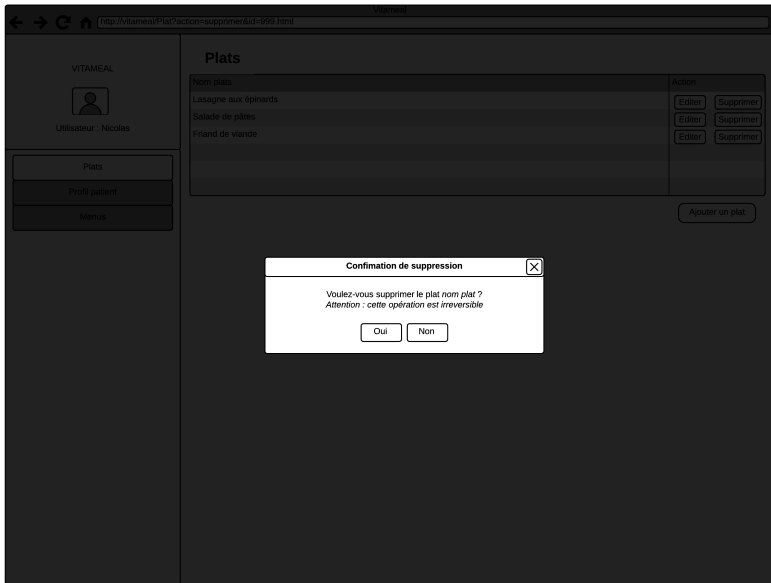 vitameal
http://vitameal/Plat?action=supprimer&id=999.html
VITAMEAL
Utilisateur : Nicolas
Plats
Profil patient
Menus
Plats
Nom plats
Action
Lasagne aux épinards
Editer
Supprimer
Salade de pâtes
Editer
Supprimer
Friand de viande
Editer
Supprimer
Ajouter un plat
Confimation de suppression
Voulez-vous supprimer le plat nom plat ?
Attention : cette opération est irreversible
Oui
Non